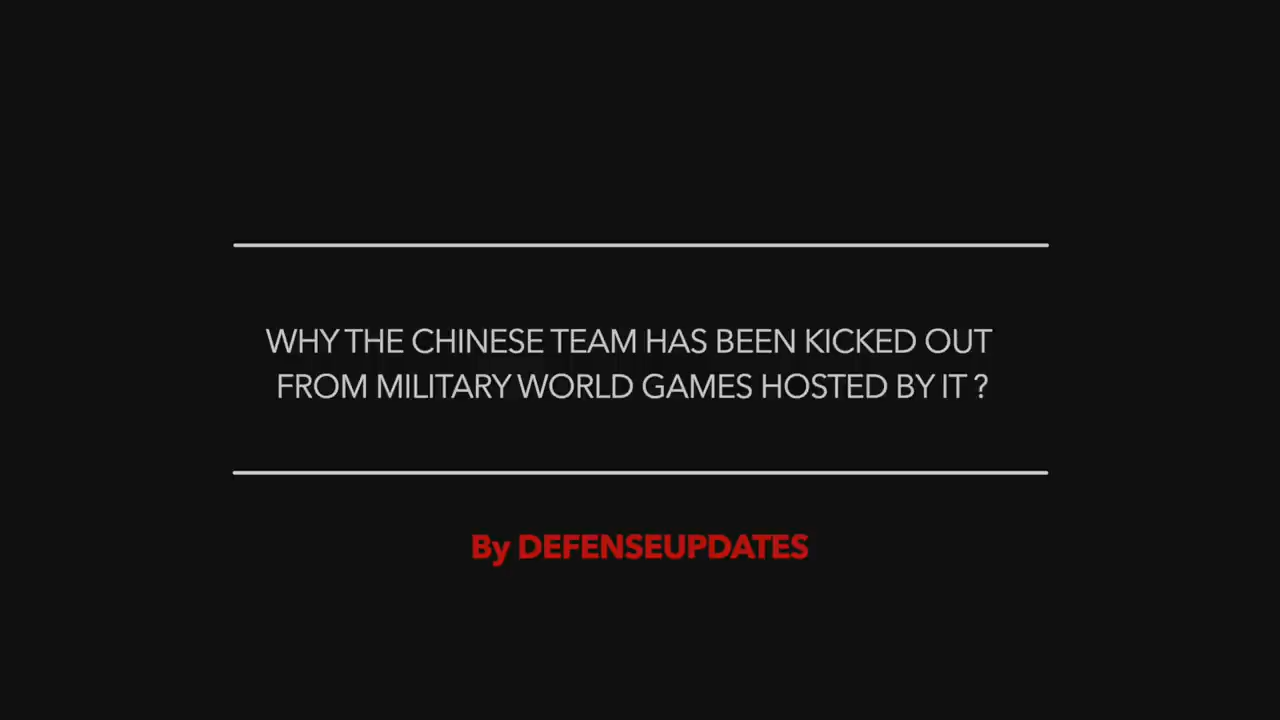 WHY THE CHINESE TEAM HAS BEEN KICKED OUT
FROM MILITARY WORLD GAMES HOSTED BY IT ?
By DEFENSEUPDATES